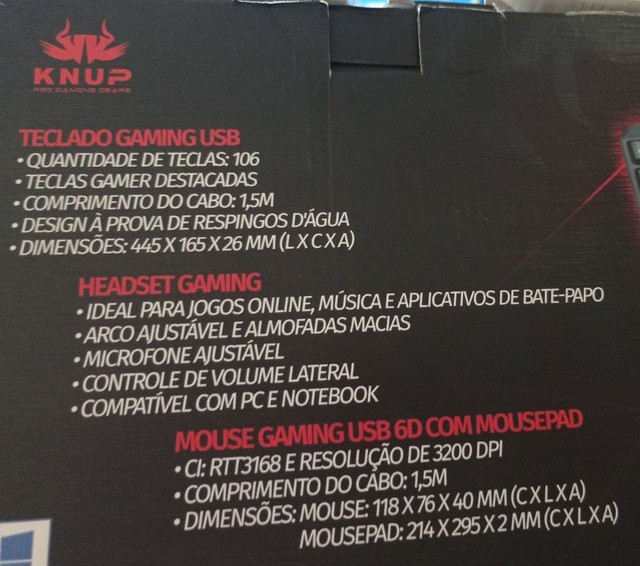 KNUP
PRO GAMING GEARS
TECLADO GAMING USB
• QUANTIDADE DE TECLAS: 106
• TECLAS GAMER DESTACADAS
• COMPRIMENTO DO CABO: 1,5M
• DESIGN À PROVA DE RESPINGOS D'ÁGUA
• DIMENSÕES: 445 X 165 X 26 MM (L X C X A)
HEADSET GAMING
• IDEAL PARA JOGOS ONLINE, MÚSICA E APLICATIVOS DE BATE-PAPO
• ARCO AJUSTÁVEL E ALMOFADAS MACIAS
• MICROFONE AJUSTÁVEL
• CONTROLE DE VOLUME LATERAL
• COMPATÍVEL COM PC E NOTEBOOK
MOUSE GAMING USB 6D COM MOUSEPAD
• CI: RTT3168 E RESOLUÇÃO DE 3200 DPI
• COMPRIMENTO DO CABO: 1,5M
• DIMENSÕES: MOUSE: 118 X 76 X 40 MM (C X L X A)
MOUSEPAD: 214 X 295 X 2 MM (C X L X A)